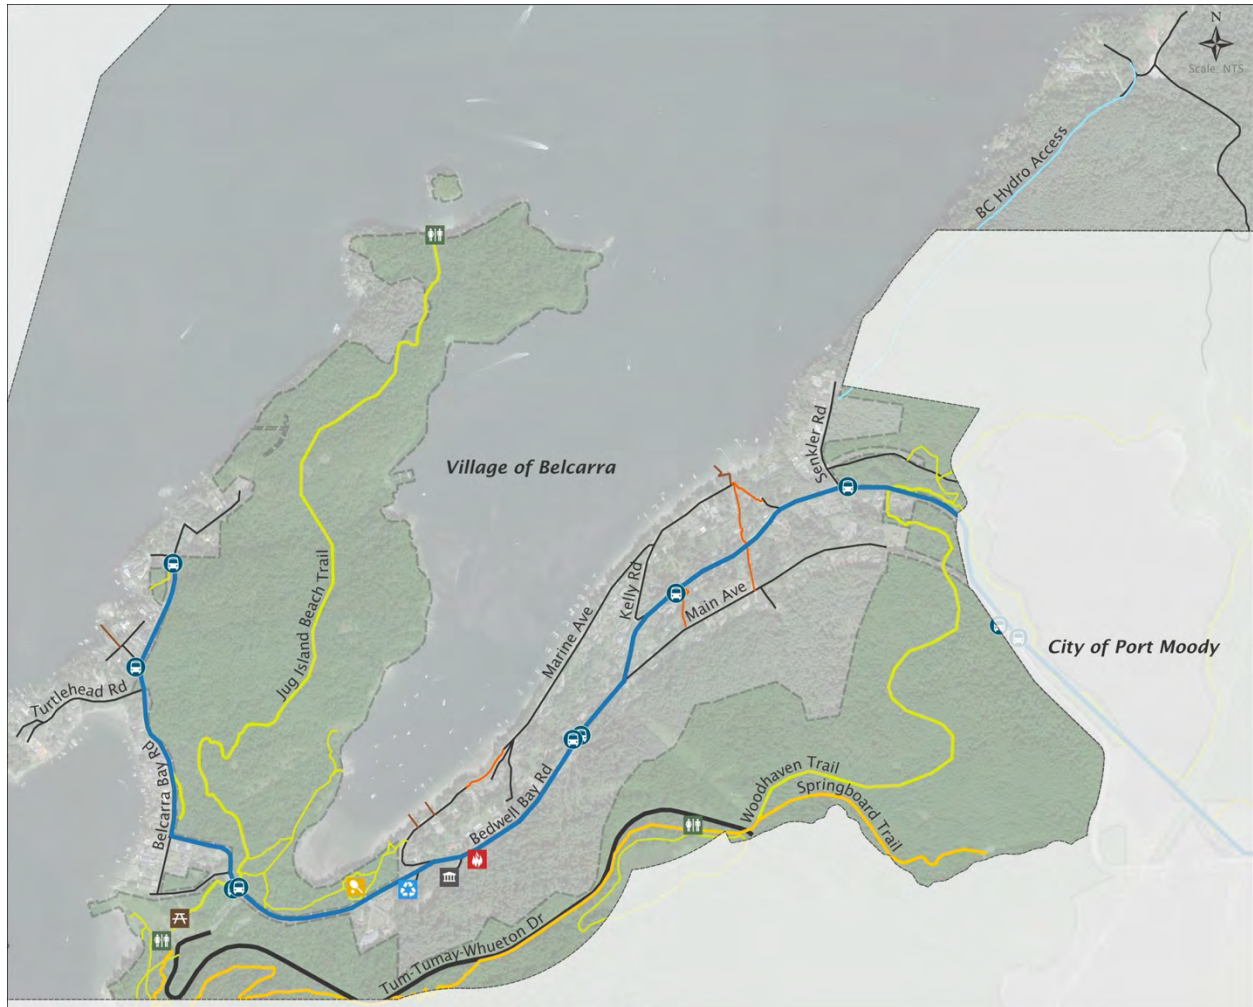 N
Scale: NTS
BC Hydro Access
Senkler Rd
Village of Belcarra
Kelly Rd
Main Ave
Jug Island Beach Trail
Marine Ave
City of Port Moody
Turtlehead Rd
Belcarra Bay Rd
Bedwell Bay Rd
Woodhaven Trail
Springboard Trail
Tum-Tumay-Whueton Dr